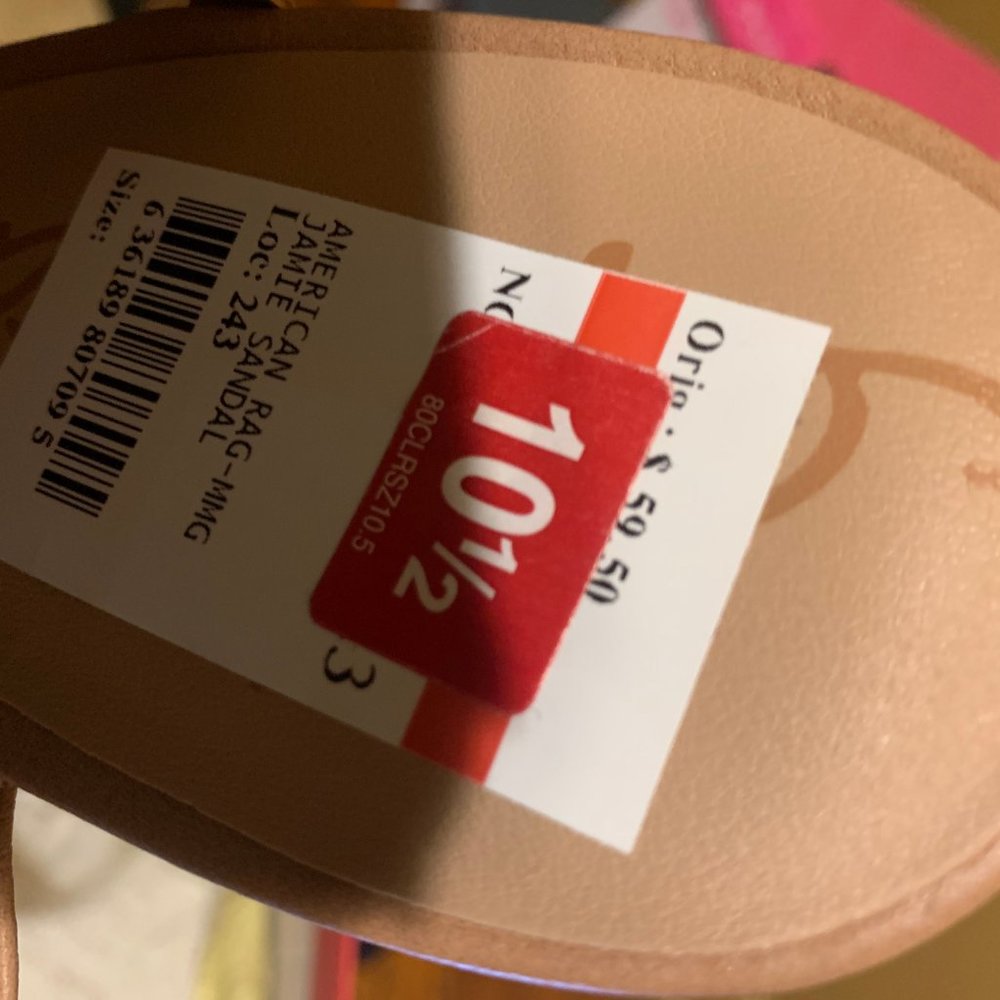 Orig.: $ 59.50
10½
80CLRSZ10.5
3
AMERICAN RAG-MMG
JAMIE SANDAL
Loc: 243
6 36189 80709 5
Size: